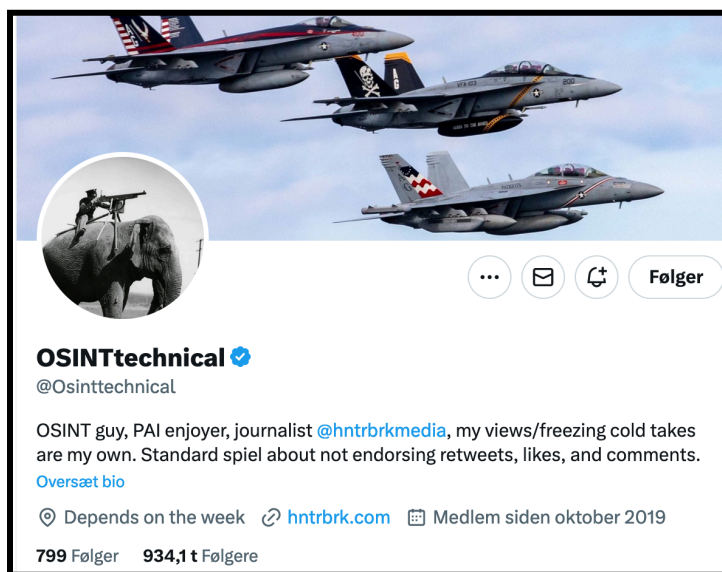 AG
200
Følger
OSINTtechnical
@Osinttechnical
OSINT guy, PAI enjoyer, journalist @hntrbrkmedia, my views/freezing cold takes
are my own. Standard spiel about not endorsing retweets, likes, and comments.
Oversæt bio
Depends on the week hntrbrk.com Medlem siden oktober 2019
799 Følger 934,1 t Følgere